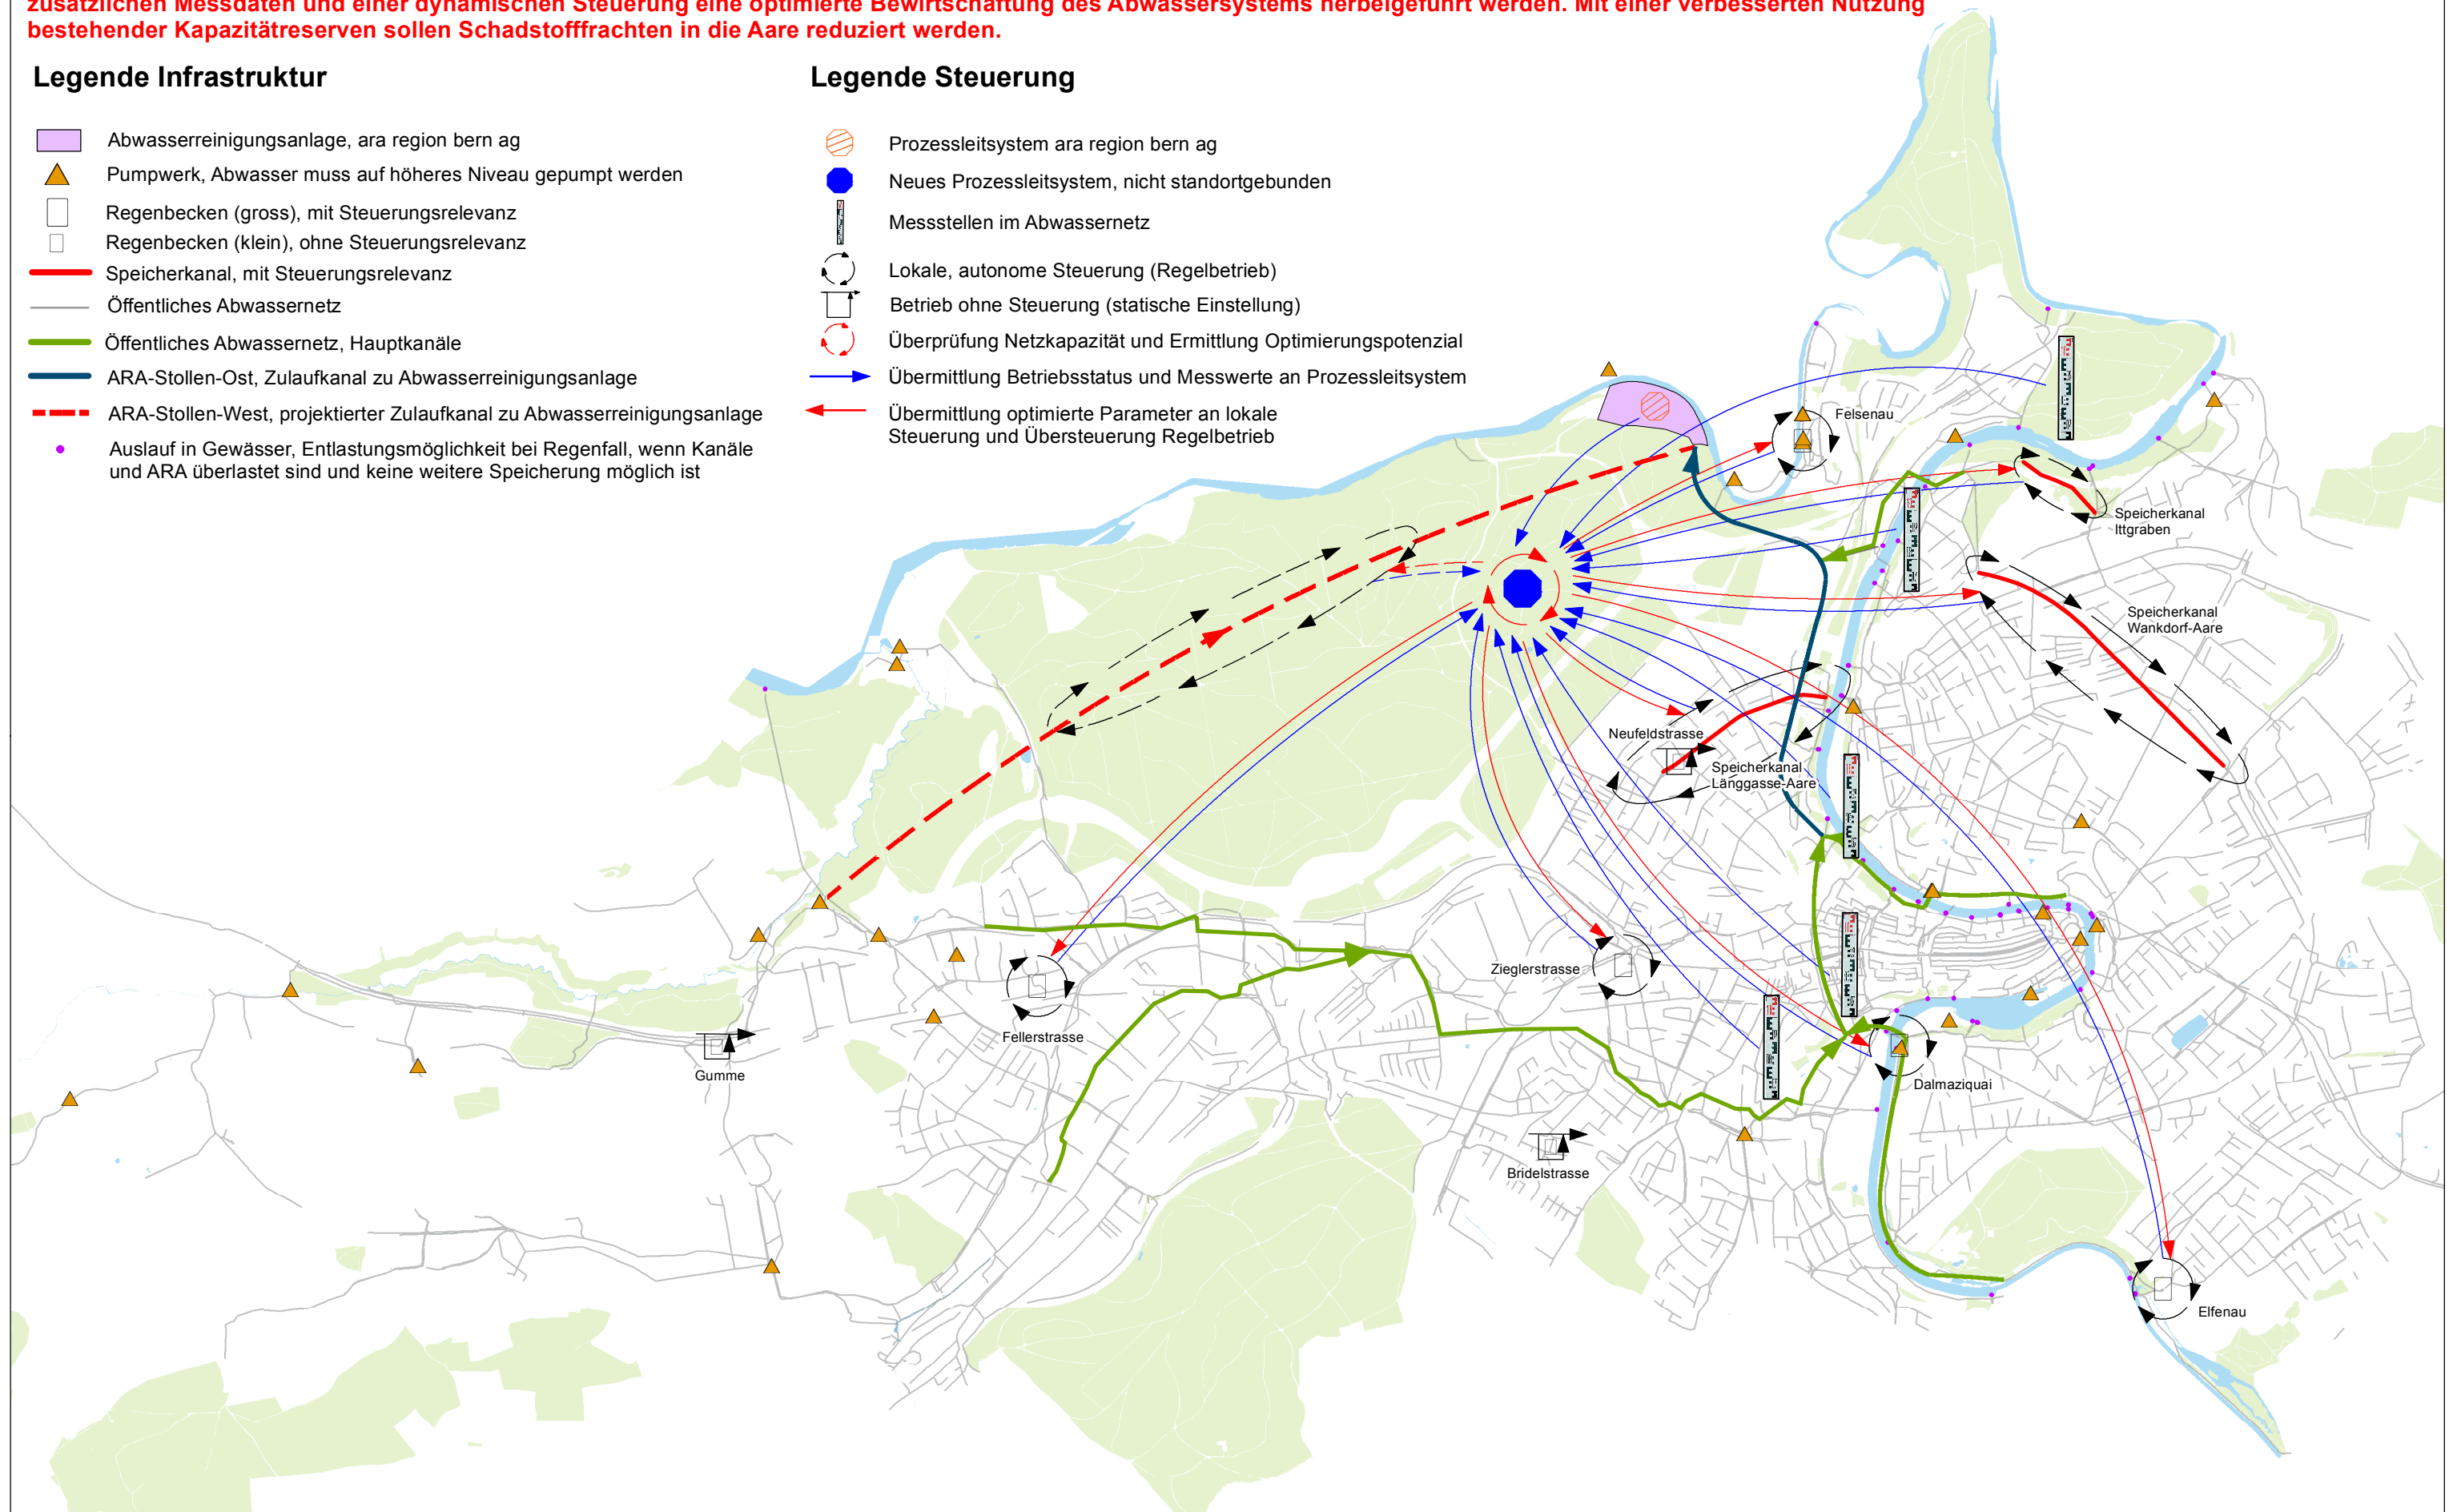 zusätzlichen Messdaten und einer dynamischen Steuerung eine optimierte Bewirtschaftung des Abwassersystems herbeigeführt werden. Mit einer verbesserten Nutzung
bestehender Kapazitätreserven sollen Schadstofffrachten in die Aare reduziert werden.
Legende Infrastruktur
Abwasserreinigungsanlage, ara region bern ag
Pumpwerk, Abwasser muss auf höheres Niveau gepumpt werden
Regenbecken (gross), mit Steuerungsrelevanz
Regenbecken (klein), ohne Steuerungsrelevanz
Speicherkanal, mit Steuerungsrelevanz
Öffentliches Abwassernetz
Öffentliches Abwassernetz, Hauptkanäle
ARA-Stollen-Ost, Zulaufkanal zu Abwasserreinigungsanlage
ARA-Stollen-West, projektierter Zulaufkanal zu Abwasserreinigungsanlage
Auslauf in Gewässer, Entlastungsmöglichkeit bei Regenfall, wenn Kanäle
und ARA überlastet sind und keine weitere Speicherung möglich ist
Legende Steuerung
Prozessleitsystem ara region bern ag
Neues Prozessleitsystem, nicht standortgebunden
Messstellen im Abwassernetz
Lokale, autonome Steuerung (Regelbetrieb)
Betrieb ohne Steuerung (statische Einstellung)
Überprüfung Netzkapazität und Ermittlung Optimierungspotenzial
Übermittlung Betriebsstatus und Messwerte an Prozessleitsystem
Übermittlung optimierte Parameter an lokale
Steuerung und Übersteuerung Regelbetrieb
Felsenau
Speicherkanal
Ittgraben
Speicherkanal
Wankdorf-Aare
Neufeldstrasse
Speicherkanal
Länggasse-Aare
Zieglerstrasse
Fellerstrasse
Gumme
Dalmaziquai
Bridelstrasse
Elfenau